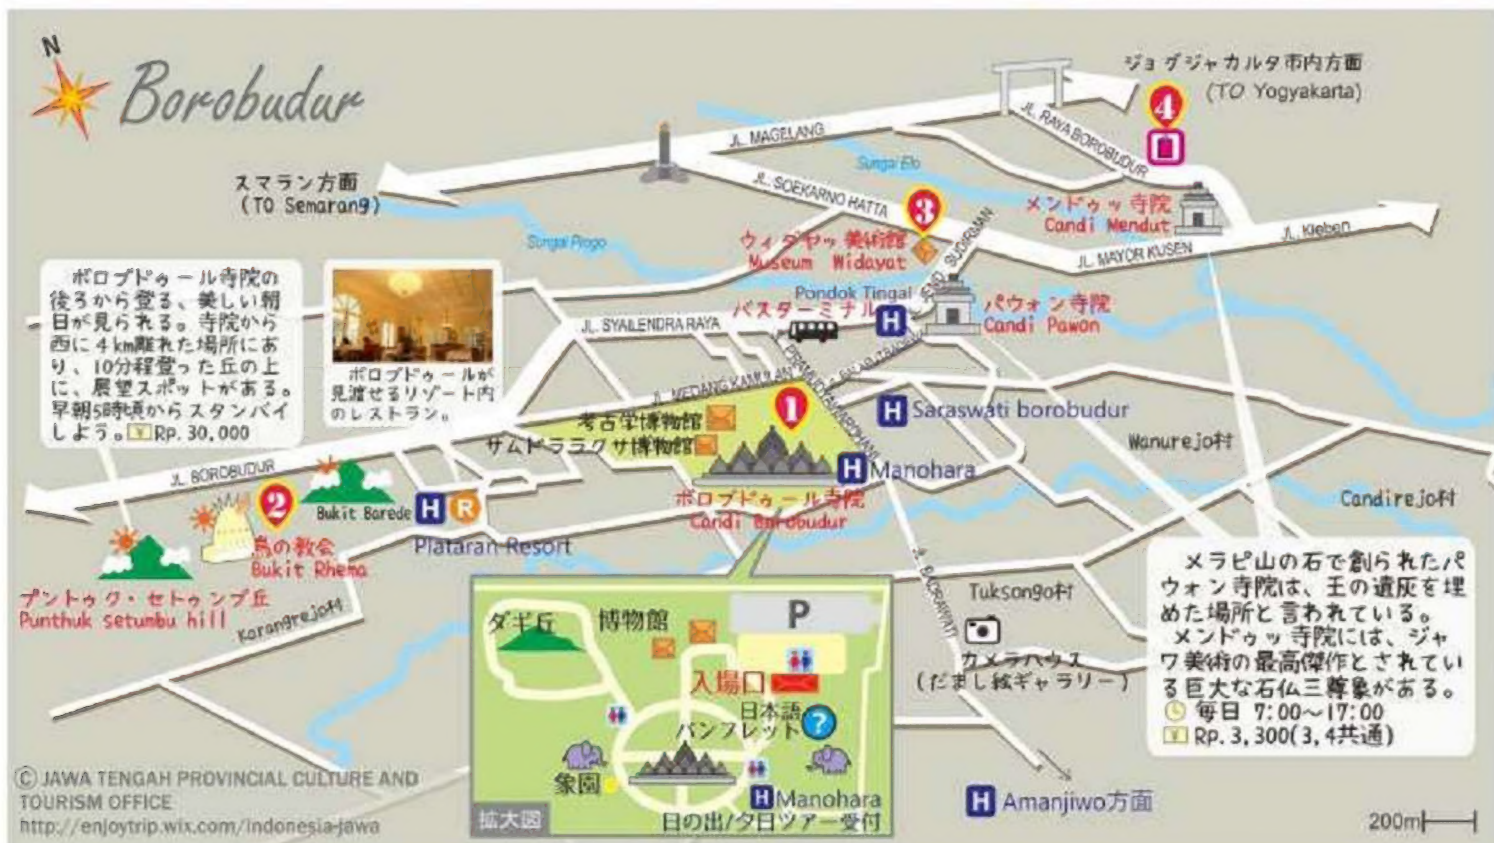 N
Borobudur
ジョグジャカルタ市内方面
(TO Yogyakarta)
4
JL. RAYA BOROBUDUR
JL. MAGELANG
Sungai Elo
スマラン方面
(TO Semarang)
JL. SOEKARNO HATTA
3
メンドゥッ寺院
Candi Mendut
JL. Kleben
Sungai Progo
ウィダヤッ美術館
Museum Widayat
JEND SUDIRMAN
JL. MAYOR KUSEN
ボロブドゥール寺院の
後ろから登る、美しい朝
日が見られる。寺院から
西に4km離れた場所にあ
り、10分程登った丘の上
に、展望スポットがある。
早朝5時頃からスタンバイ
しよう。¥Rp.30,000
ボロブドゥールが
見渡せるリゾート内
のレストラン。
Pondok Tingal
H
バスターミナル
パウォン寺院
Candi Pawon
JL. SYAILENDRA RAYA
JL. MEDANG KAMULAN
1
考古学博物館
サムドララクサ博物館
H Saraswati borobudur
H Manohara
ボロブドゥール寺院
Candi Borobudur
Wanurejo村
Candirejo村
JL. BOROBUDUR
2
Bukit Barede
H R
Plataran Resort
鳥の教会
Bukit Rhema
プントゥク・セトゥンブ丘
Punthuk setumbu hill
Karangrejo村
JL. BADRAWATI
Tuksongo村
カメラハウス
(だまし絵ギャラリー)
メラピ山の石で創られたパ
ウォン寺院は、王の遺灰を埋
めた場所と言われている。
メンドゥッ寺院には、ジャ
ワ美術の最高傑作とされてい
る巨大な石仏三尊象がある。
毎日 7:00～17:00
¥Rp.3,300(3,4共通)
ダギ丘
博物館
P
入場口
日本語
パンフレット
?
象園
H Manohara
日の出/夕日ツアー受付
拡大図
H Amanjiwo方面
© JAWA TENGAH PROVINCIAL CULTURE AND
TOURISM OFFICE
http://enjoytrip.wix.com/indonesia-jawa
200m